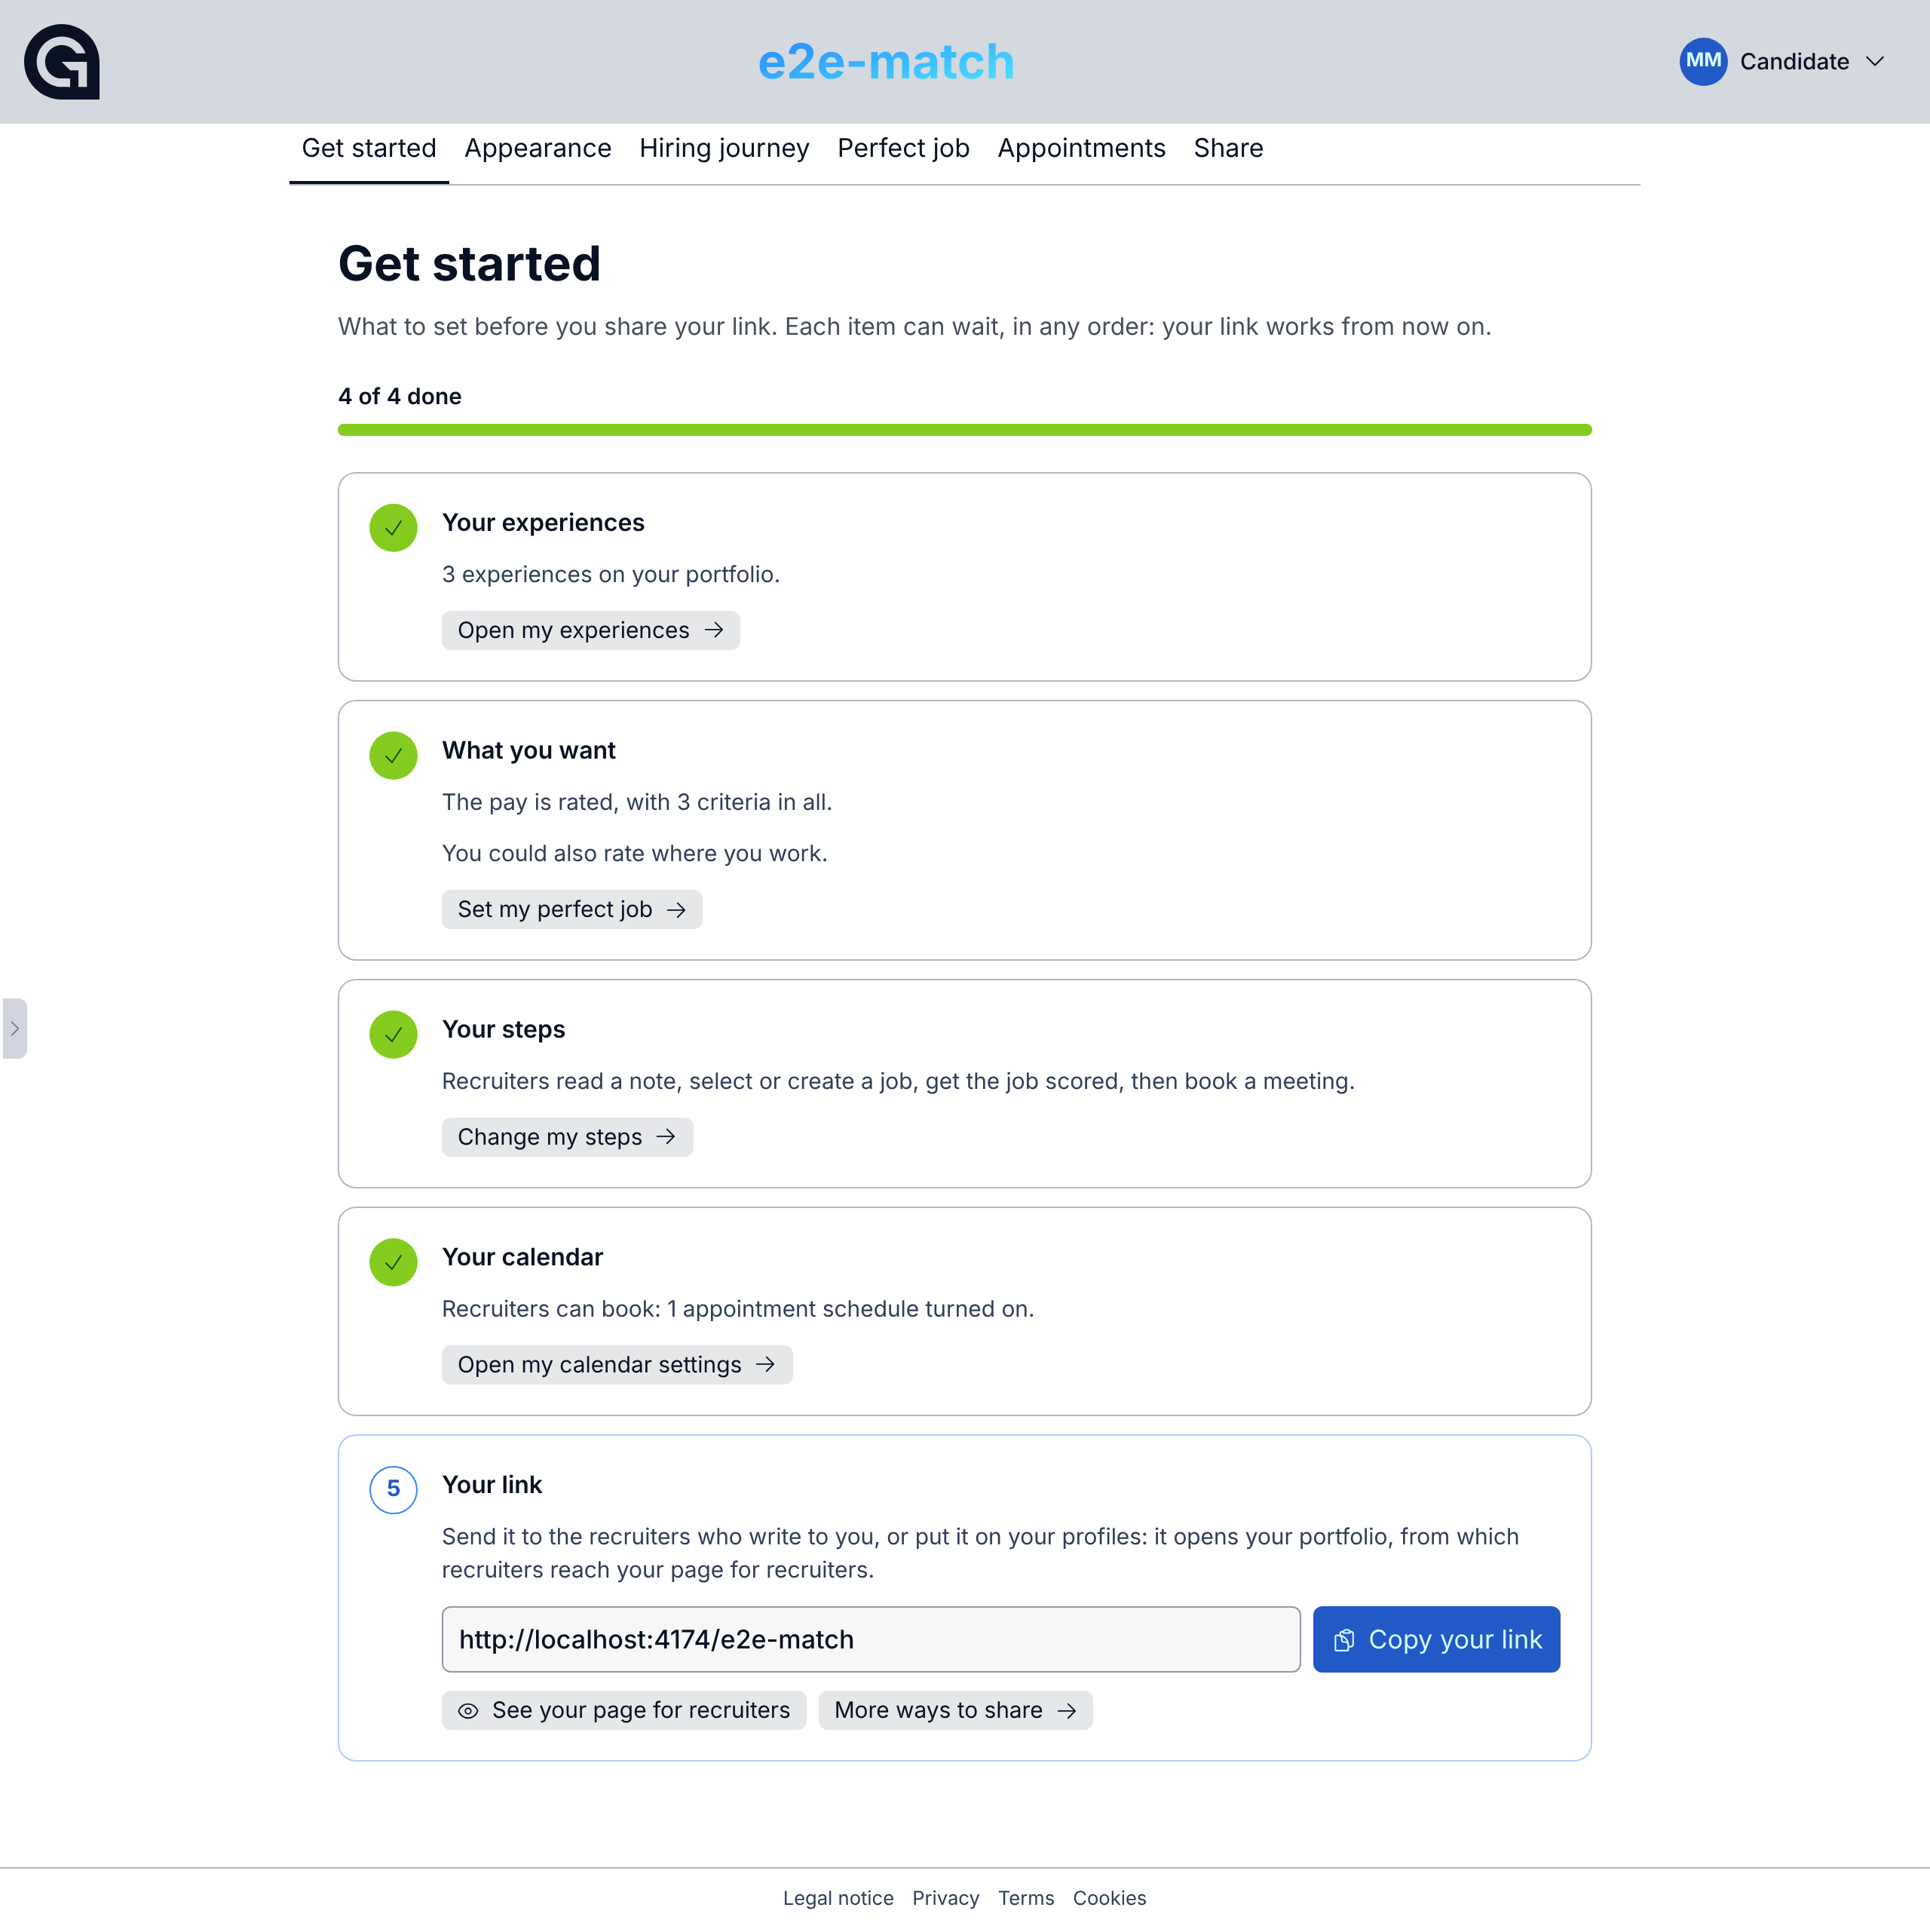 e2e-match
MM Candidate
Get started Appearance Hiring journey Perfect job Appointments Share
Get started
What to set before you share your link. Each item can wait, in any order: your link works from now on.
4 of 4 done
Your experiences
3 experiences on your portfolio.
Open my experiences →
What you want
The pay is rated, with 3 criteria in all.
You could also rate where you work.
Set my perfect job →
Your steps
Recruiters read a note, select or create a job, get the job scored, then book a meeting.
Change my steps →
Your calendar
Recruiters can book: 1 appointment schedule turned on.
Open my calendar settings →
5 Your link
Send it to the recruiters who write to you, or put it on your profiles: it opens your portfolio, from which
recruiters reach your page for recruiters.
http://localhost:4174/e2e-match Copy your link
See your page for recruiters More ways to share →
Legal notice Privacy Terms Cookies